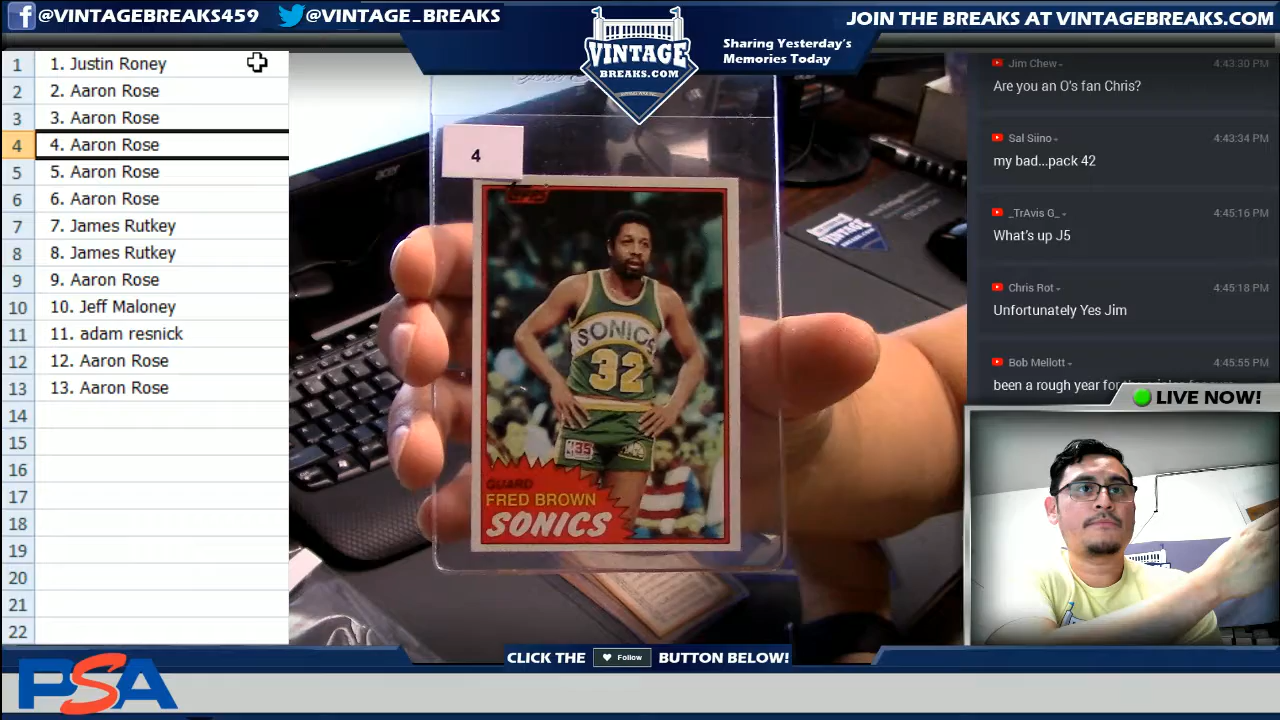 @VINTAGEBREAKS459 @VINTAGE_BREAKS
VINTAGE
BREAKS.COM
Sharing Yesterday's
Memories Today
JOIN THE BREAKS AT VINTAGEBREAKS.COM
1 1. Justin Roney
2 2. Aaron Rose
3 3. Aaron Rose
4 4. Aaron Rose
5 5. Aaron Rose
6 6. Aaron Rose
7 7. James Rutkey
8 8. James Rutkey
9 9. Aaron Rose
10 10. Jeff Maloney
11 11. adam resnick
12 12. Aaron Rose
13 13. Aaron Rose
14
15
16
17
18
19
20
21
22
acer
4
TOPPS
SONICS
32
35
GUARD
FRED BROWN
SONICS
VINTAGE
Jim Chew 4:43:30 PM
Are you an O's fan Chris?
Sal Siino 4:43:34 PM
my bad...pack 42
_TrAvis G_ 4:45:16 PM
What's up J5
Chris Rot 4:45:18 PM
Unfortunately Yes Jim
Bob Mellott 4:45:55 PM
been a rough year for
LIVE NOW!
PSA
CLICK THE Follow BUTTON BELOW!